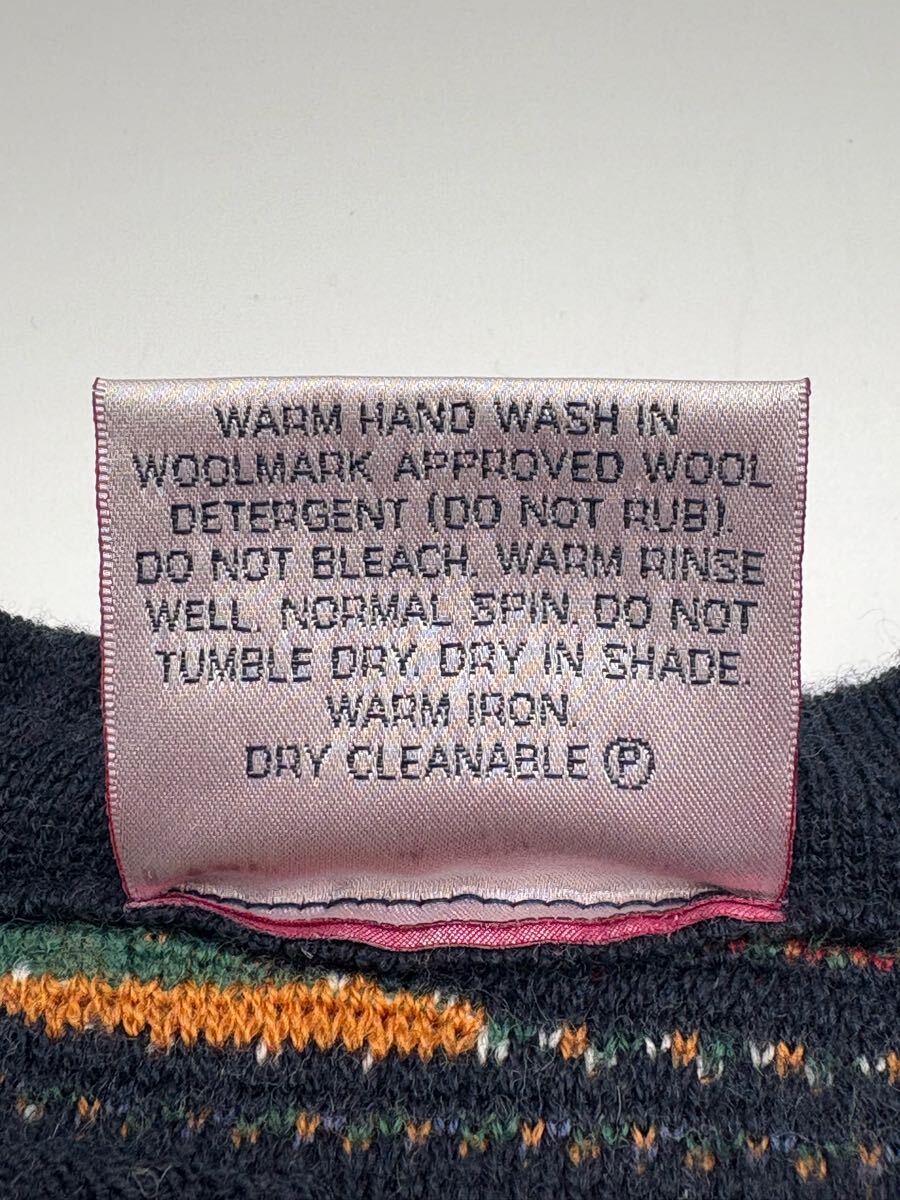 WARM HAND WASH IN
WOOLMARK APPROVED WOOL
DETERGENT (DO NOT RUB).
DO NOT BLEACH. WARM RINSE
WELL. NORMAL SPIN. DO NOT
TUMBLE DRY. DRY IN SHADE.
WARM IRON.
DRY CLEANABLE Ⓟ